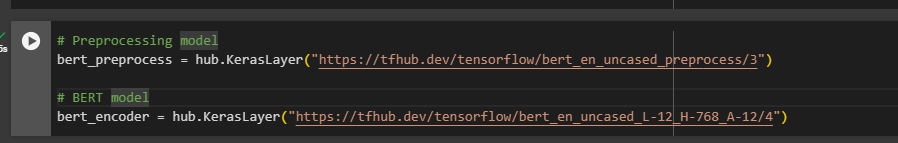 5s
# Preprocessing model
bert_preprocess = hub.KerasLayer("https://tfhub.dev/tensorflow/bert_en_uncased_preprocess/3")
# BERT model
bert_encoder = hub.KerasLayer("https://tfhub.dev/tensorflow/bert_en_uncased_L-12_H-768_A-12/4")